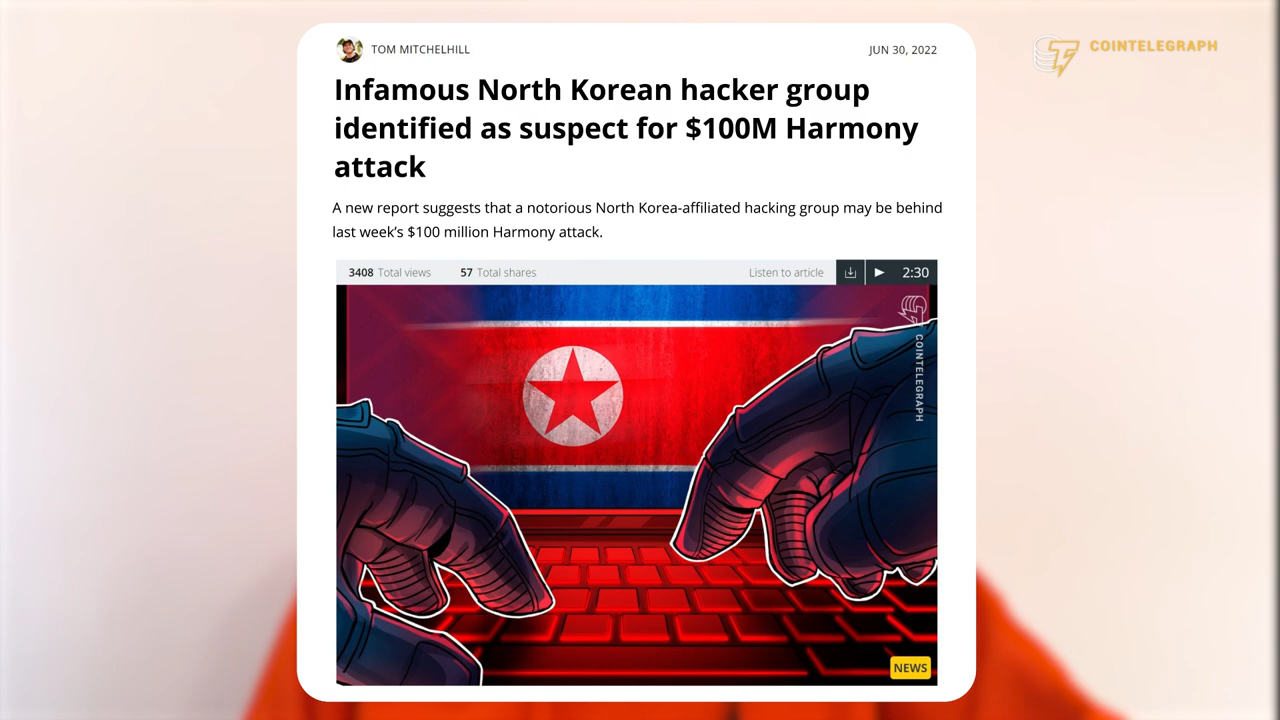 TOM MITCHELHILL
JUN 30, 2022
COINTELEGRAPH
Infamous North Korean hacker group
identified as suspect for $100M Harmony
attack
A new report suggests that a notorious North Korea-affiliated hacking group may be behind
last week’s $100 million Harmony attack.
3408 Total views 57 Total shares Listen to article 2:30
COINTELEGRAPH
NEWS